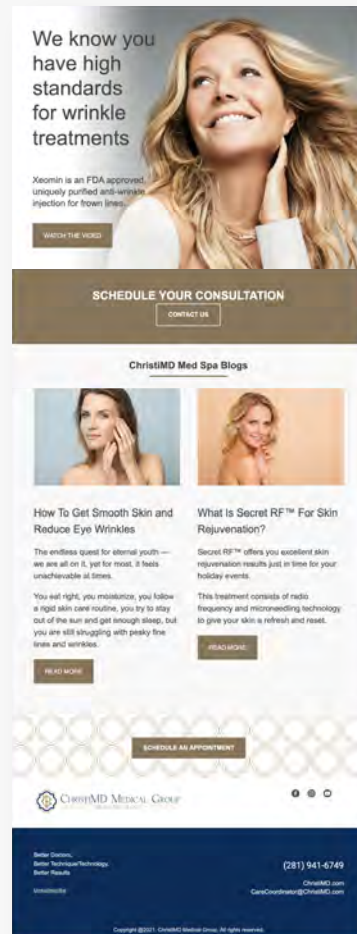 We know you
have high
standards
for wrinkle
treatments
Xeomin is an FDA approved,
uniquely purified anti-wrinkle
injection for frown lines.
WATCH THE VIDEO
SCHEDULE YOUR CONSULTATION
CONTACT US
ChristiMD Med Spa Blogs
How To Get Smooth Skin and
Reduce Eye Wrinkles
The endless quest for eternal youth —
we are all on it, yet for most, it feels
unachievable at times.
You eat right, you moisturize, you follow
a rigid skin care routine, you try to stay
out of the sun and get enough sleep, but
you are still struggling with pesky fine
lines and wrinkles.
READ MORE
What Is Secret RF™ For Skin
Rejuvenation?
Secret RF™ offers you excellent skin
rejuvenation results just in time for your
holiday events.
This treatment consists of radio
frequency and microneedling technology
to give your skin a refresh and reset.
READ MORE
SCHEDULE AN APPOINTMENT
CHRISTIMD MEDICAL GROUP
Better Doctors,
Better Technique/Technology,
Better Results
Unsubscribe
(281) 941-6749
ChristiMD.com
CareCoordinator@ChristiMD.com
Copyright @2021. ChristiMD Medical Group, All rights reserved.